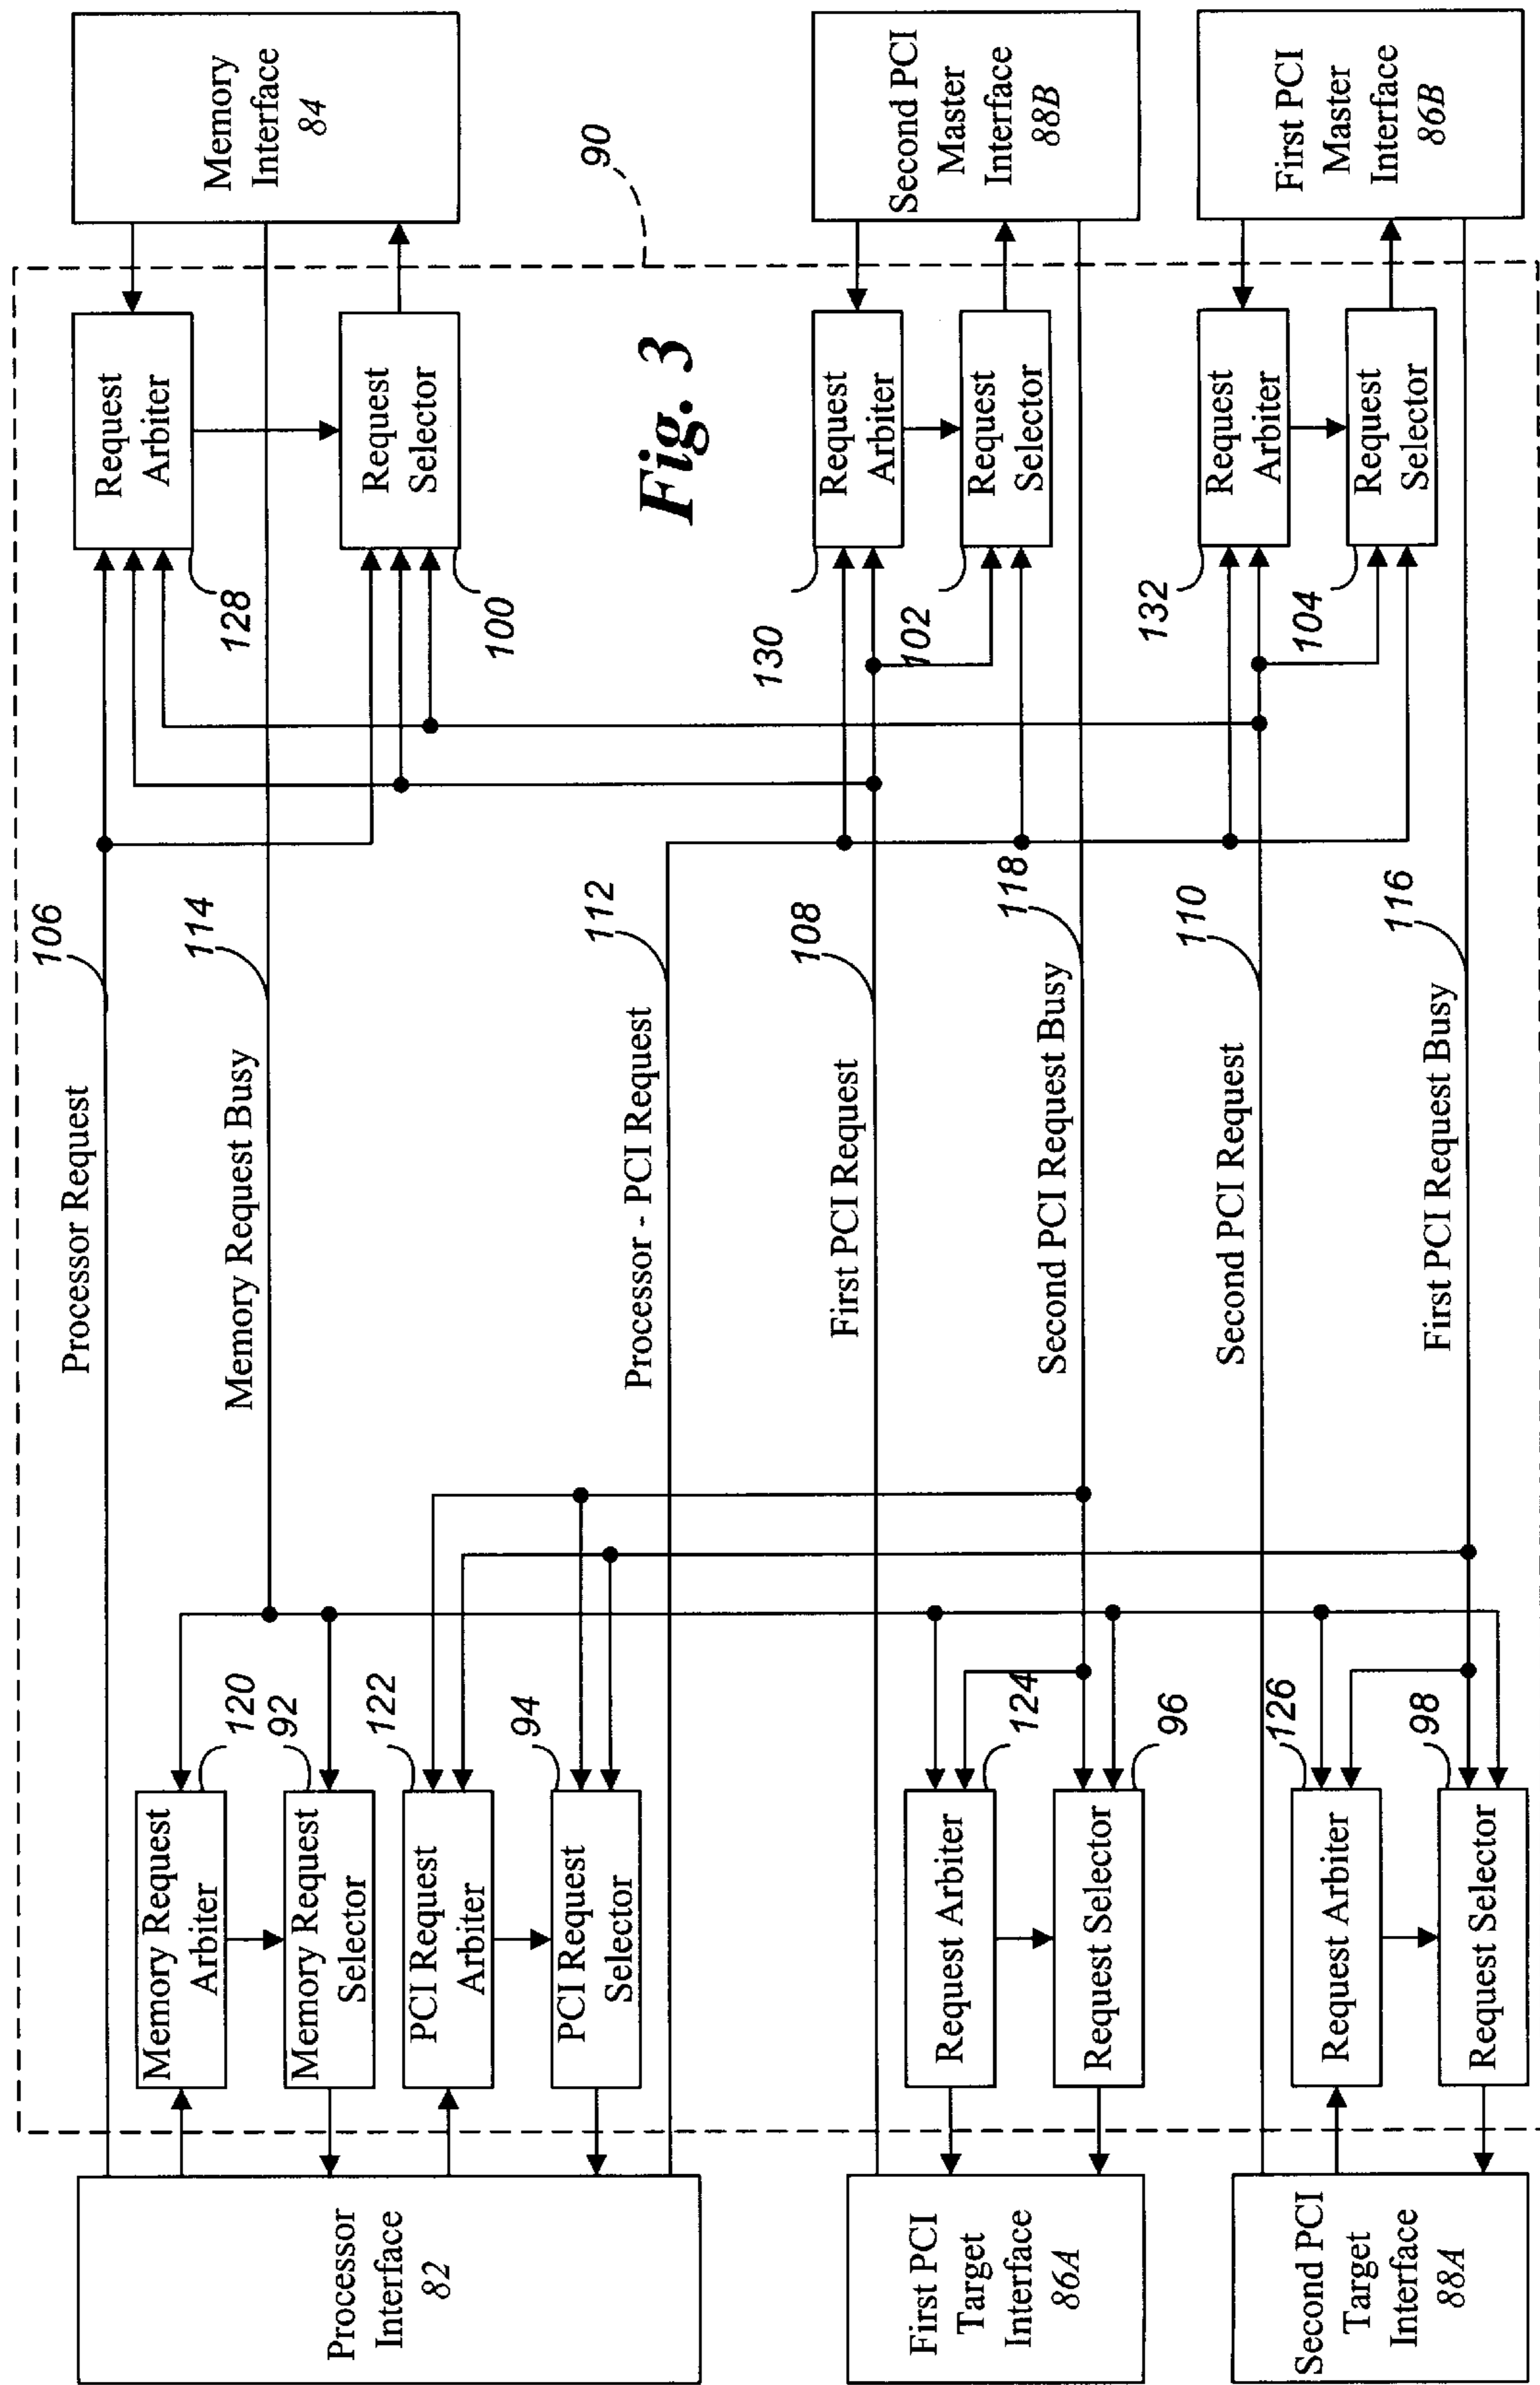 Processor
Interface
82
First PCI
Target
Interface
86A
Second PCI
Target
Interface
88A
Memory Request
Arbiter
120
Memory Request
Selector
92
PCI Request
Arbiter
122
PCI Request
Selector
94
Request Arbiter
124
Request Selector
96
Request Arbiter
126
Request Selector
98
Processor Request
106
Memory Request Busy
114
Processor - PCI Request
112
First PCI Request
108
Second PCI Request Busy
118
Second PCI Request
110
First PCI Request Busy
116
Request
Arbiter
128
Request
Selector
100
Fig. 3
Request
Arbiter
130
Request
Selector
102
Request
Arbiter
132
Request
Selector
104
90
Memory
Interface
84
Second PCI
Master
Interface
88B
First PCI
Master
Interface
86B